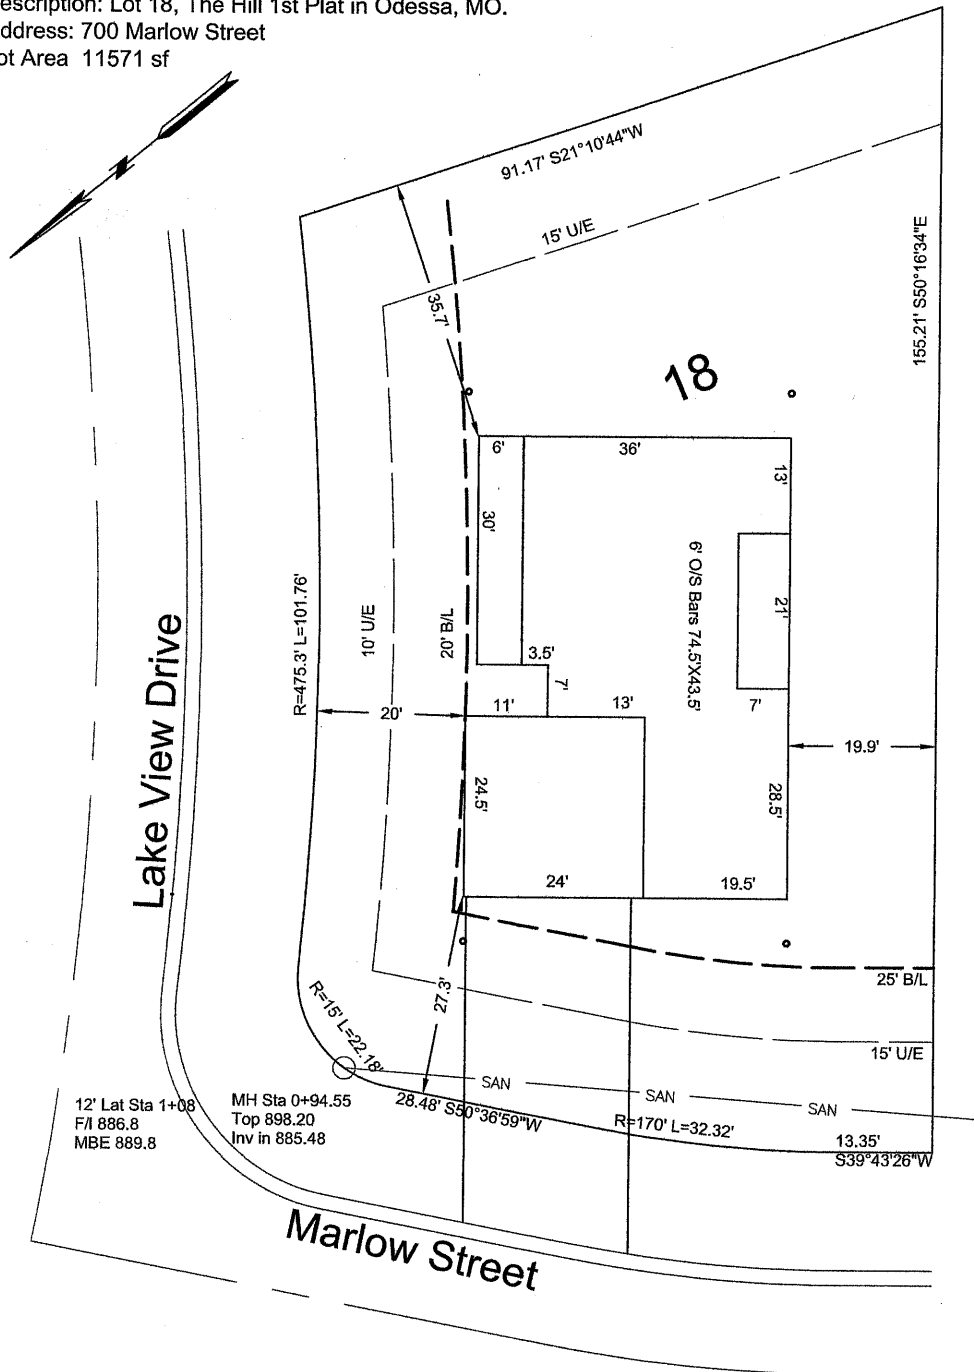 escription: Lot 18, The Hill 1st Plat in Odessa, MO.
ddress: 700 Marlow Street
ot Area 11571 sf
91.17' S21°10'44"W
15' U/E
155.21' S50°16'34"E
35.7'
18
6'
36'
13'
30'
6' O/S Bars 74.5'X43.5'
21'
R=475.3' L=101.76'
10' U/E
20' B/L
3.5'
7'
7'
11'
13'
20'
19.9'
Lake View Drive
24.5'
28.5'
24'
19.5'
25' B/L
27.3'
R=15' L=22.18'
15' U/E
SAN
SAN
SAN
12' Lat Sta 1+08
F/I 886.8
MBE 889.8
MH Sta 0+94.55
Top 898.20
Inv in 885.48
28.48' S50°36'59"W
R=170' L=32.32'
13.35'
S39°43'26"W
Marlow Street